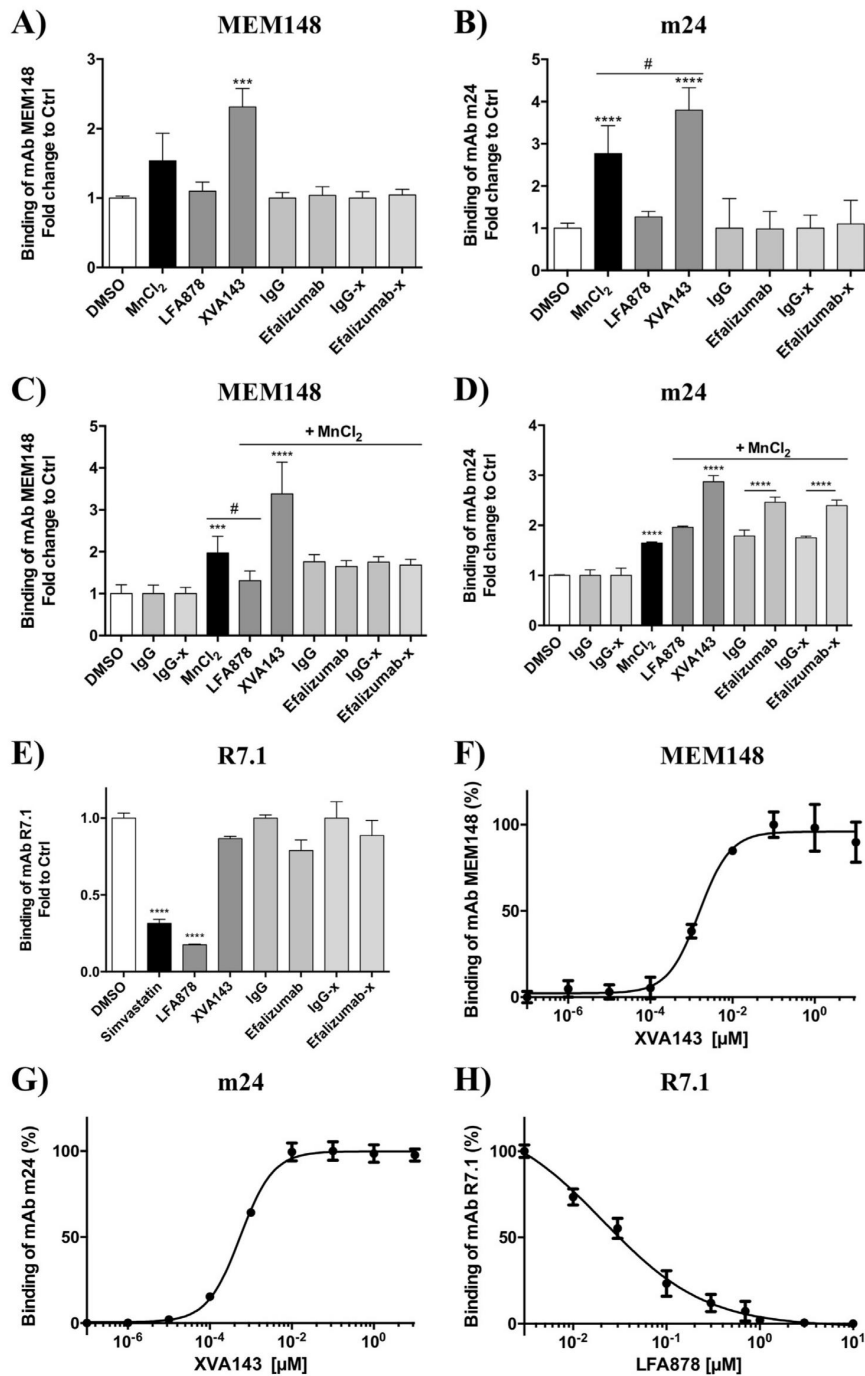 A)
MEM148
Binding of mAb MEM148
Fold change to Ctrl
3
2
1
0
***
DMSO
MnCl2
LFA878
XVA143
IgG
Efalizumab
IgG-x
Efalizumab-x
B)
m24
Binding of mAb m24
Fold change to Ctrl
5
4
3
2
1
0
#
****
****
DMSO
MnCl2
LFA878
XVA143
IgG
Efalizumab
IgG-x
Efalizumab-x
C)
MEM148
Binding of mAb MEM148
Fold change to Ctrl
5
4
3
2
1
0
+ MnCl2
#
***
****
DMSO
IgG
IgG-x
MnCl2
LFA878
XVA143
IgG
Efalizumab
IgG-x
Efalizumab-x
D)
m24
Binding of mAb m24
Fold change to Ctrl
4
3
2
1
0
+ MnCl2
****
****
****
****
DMSO
IgG
IgG-x
MnCl2
LFA878
XVA143
IgG
Efalizumab
IgG-x
Efalizumab-x
E)
R7.1
Binding of mAb R7.1
Fold to Ctrl
1.0
0.5
0.0
****
****
DMSO
Simvastatin
LFA878
XVA143
IgG
Efalizumab
IgG-x
Efalizumab-x
F)
MEM148
Binding of mAb MEM148 (%)
100
50
0
10-6
10-4
10-2
100
XVA143 [µM]
G)
m24
Binding of mAb m24 (%)
100
50
0
10-6
10-4
10-2
100
XVA143 [µM]
H)
R7.1
Binding of mAb R7.1 (%)
100
50
0
10-2
10-1
100
101
LFA878 [µM]